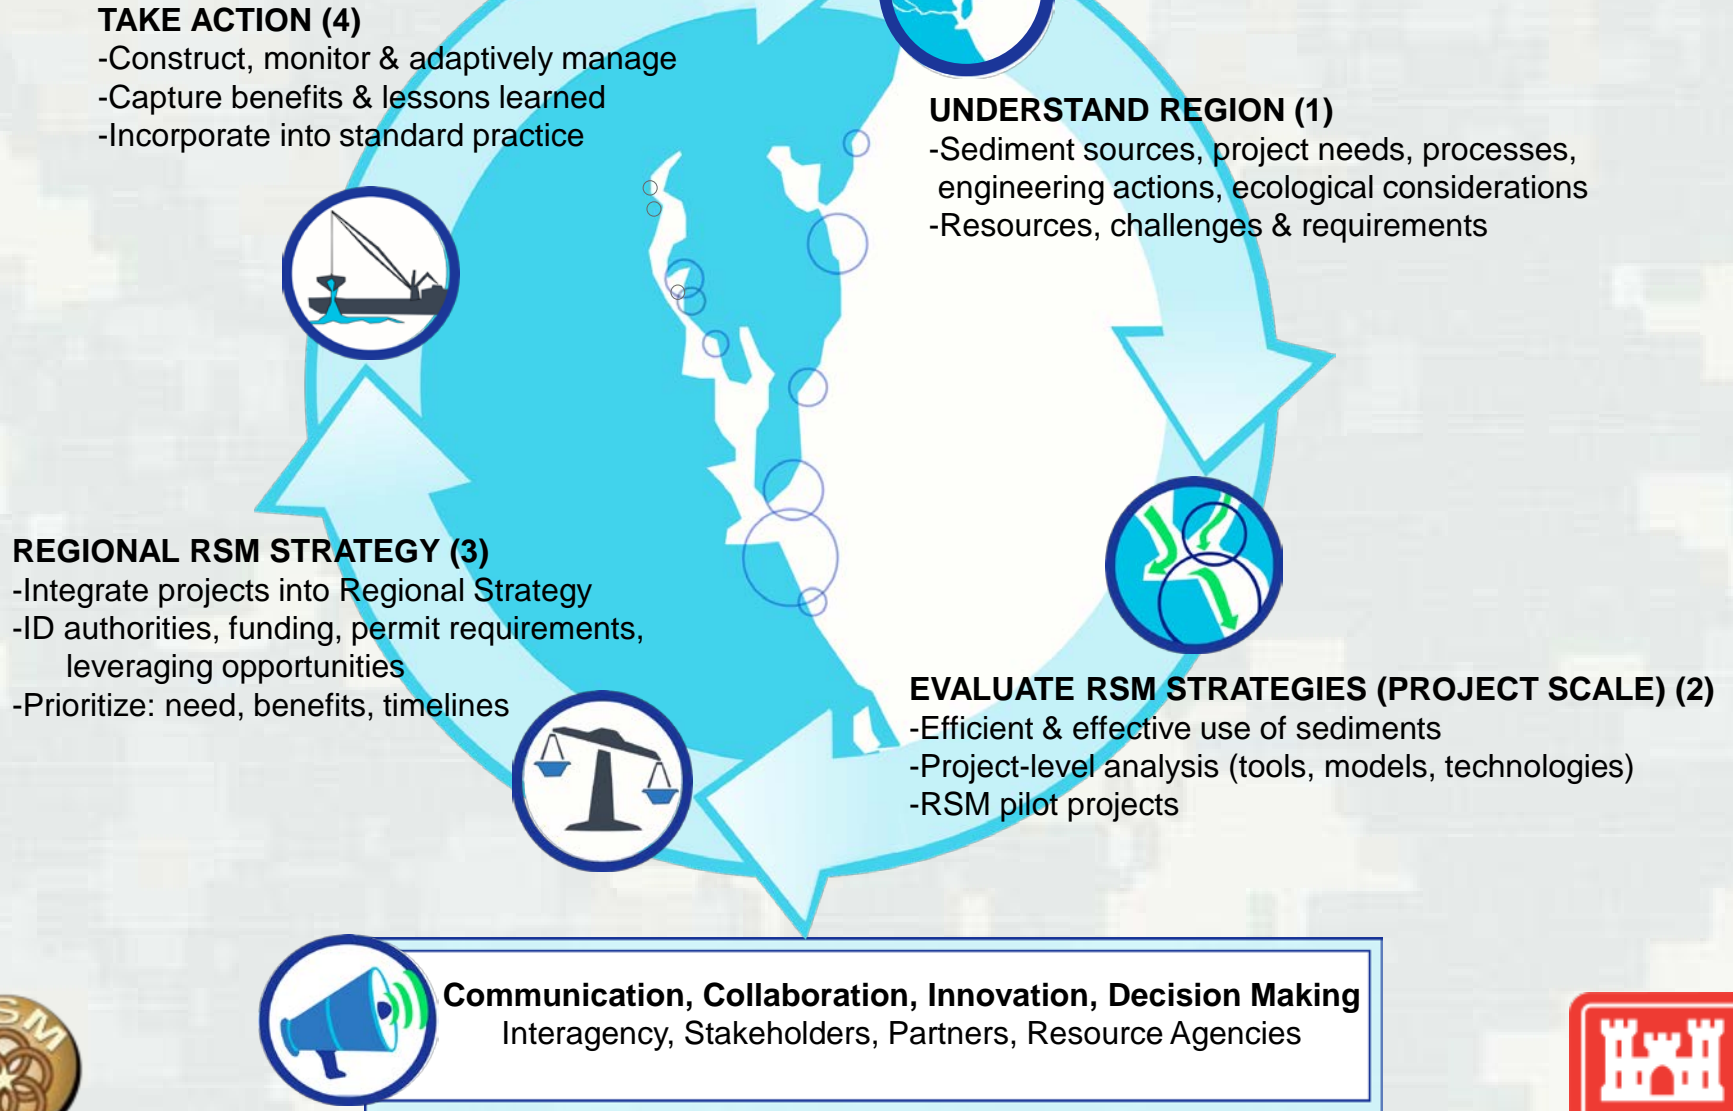 TAKE ACTION (4)
-Construct, monitor & adaptively manage
-Capture benefits & lessons learned
-Incorporate into standard practice
UNDERSTAND REGION (1)
-Sediment sources, project needs, processes,
engineering actions, ecological considerations
-Resources, challenges & requirements
REGIONAL RSM STRATEGY (3)
-Integrate projects into Regional Strategy
-ID authorities, funding, permit requirements,
leveraging opportunities
-Prioritize: need, benefits, timelines
EVALUATE RSM STRATEGIES (PROJECT SCALE) (2)
-Efficient & effective use of sediments
-Project-level analysis (tools, models, technologies)
-RSM pilot projects
Communication, Collaboration, Innovation, Decision Making
Interagency, Stakeholders, Partners, Resource Agencies